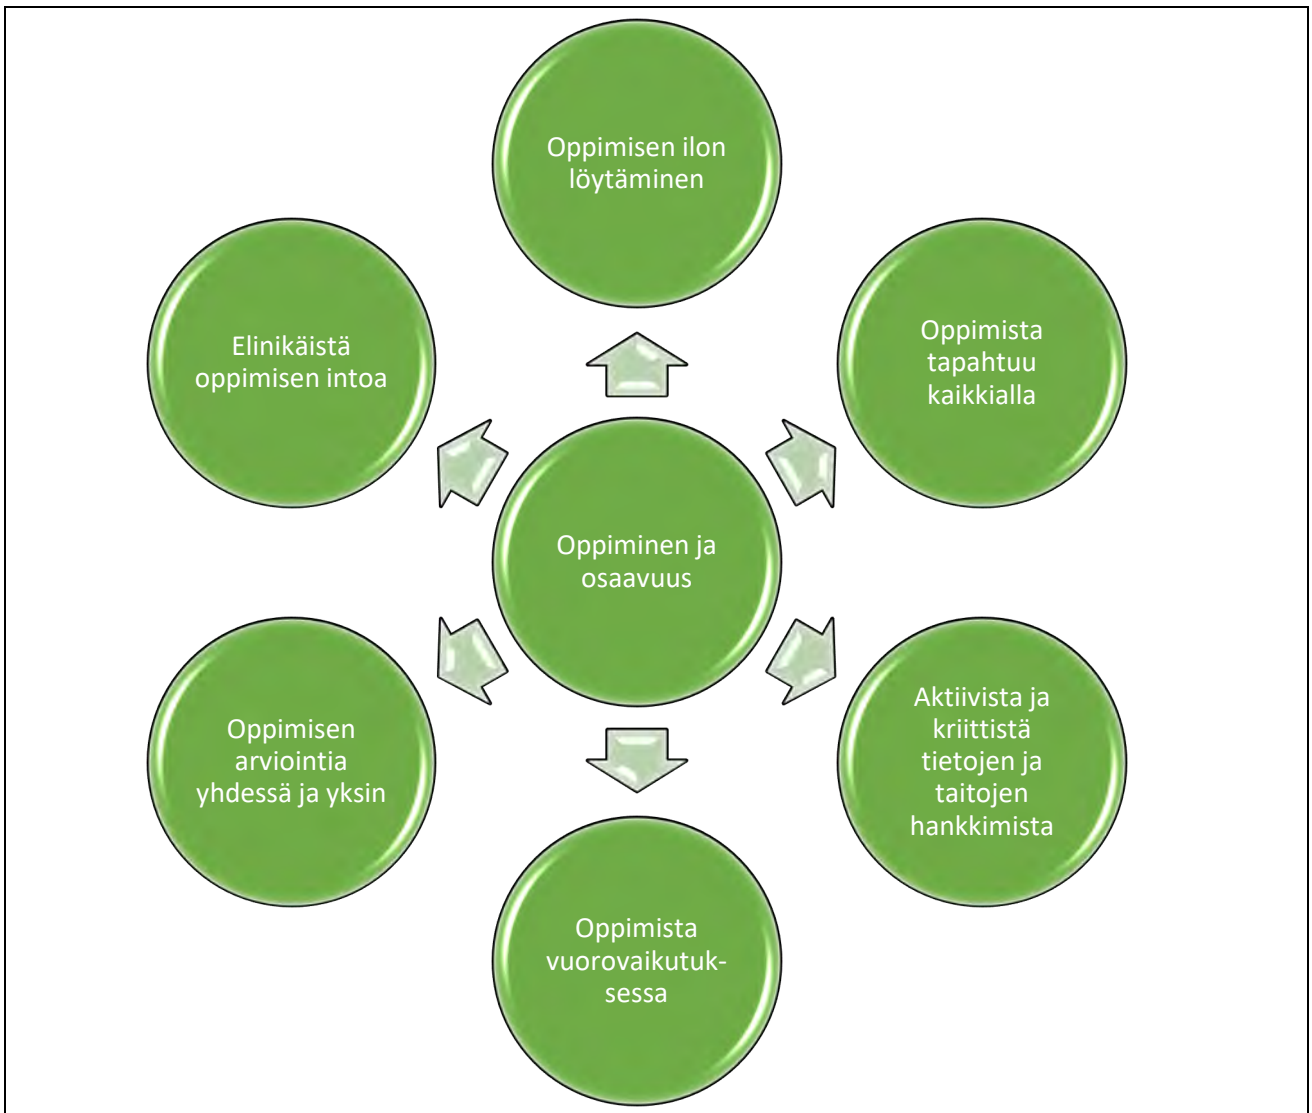 Oppimisen ilon
löytäminen
Elinikäistä
oppimisen intoa
Oppimista
tapahtuu
kaikkialla
Oppiminen ja
osaavuus
Oppimisen
arviointia
yhdessä ja yksin
Aktiivista ja
kriittistä
tietojen ja
taitojen
hankkimista
Oppimista
vuorovaikutuk-
sessa